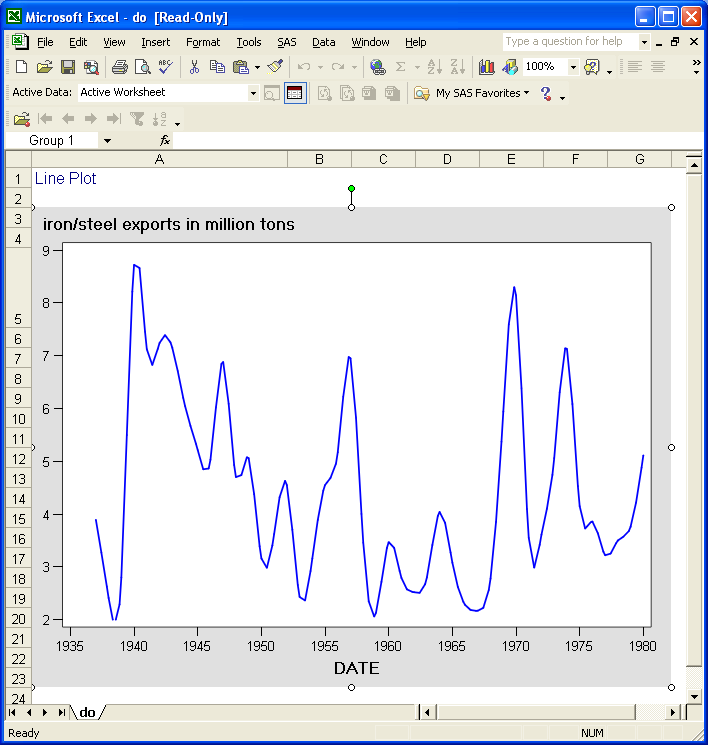 Microsoft Excel - do [Read-Only]
File Edit View Insert Format Tools SAS Data Window Help Type a question for help
100%
Active Data: Active Worksheet My SAS Favorites
Group 1 fx
A B C D E F G
1 Line Plot
2
3 iron/steel exports in million tons
4
9
8
5
6
7 7
8
9 6
10
11
12 5
13
14
15 4
16
17 3
18
19
20 2
21 1935 1940 1945 1950 1955 1960 1965 1970 1975 1980
22 DATE
23
24
do
Ready NUM